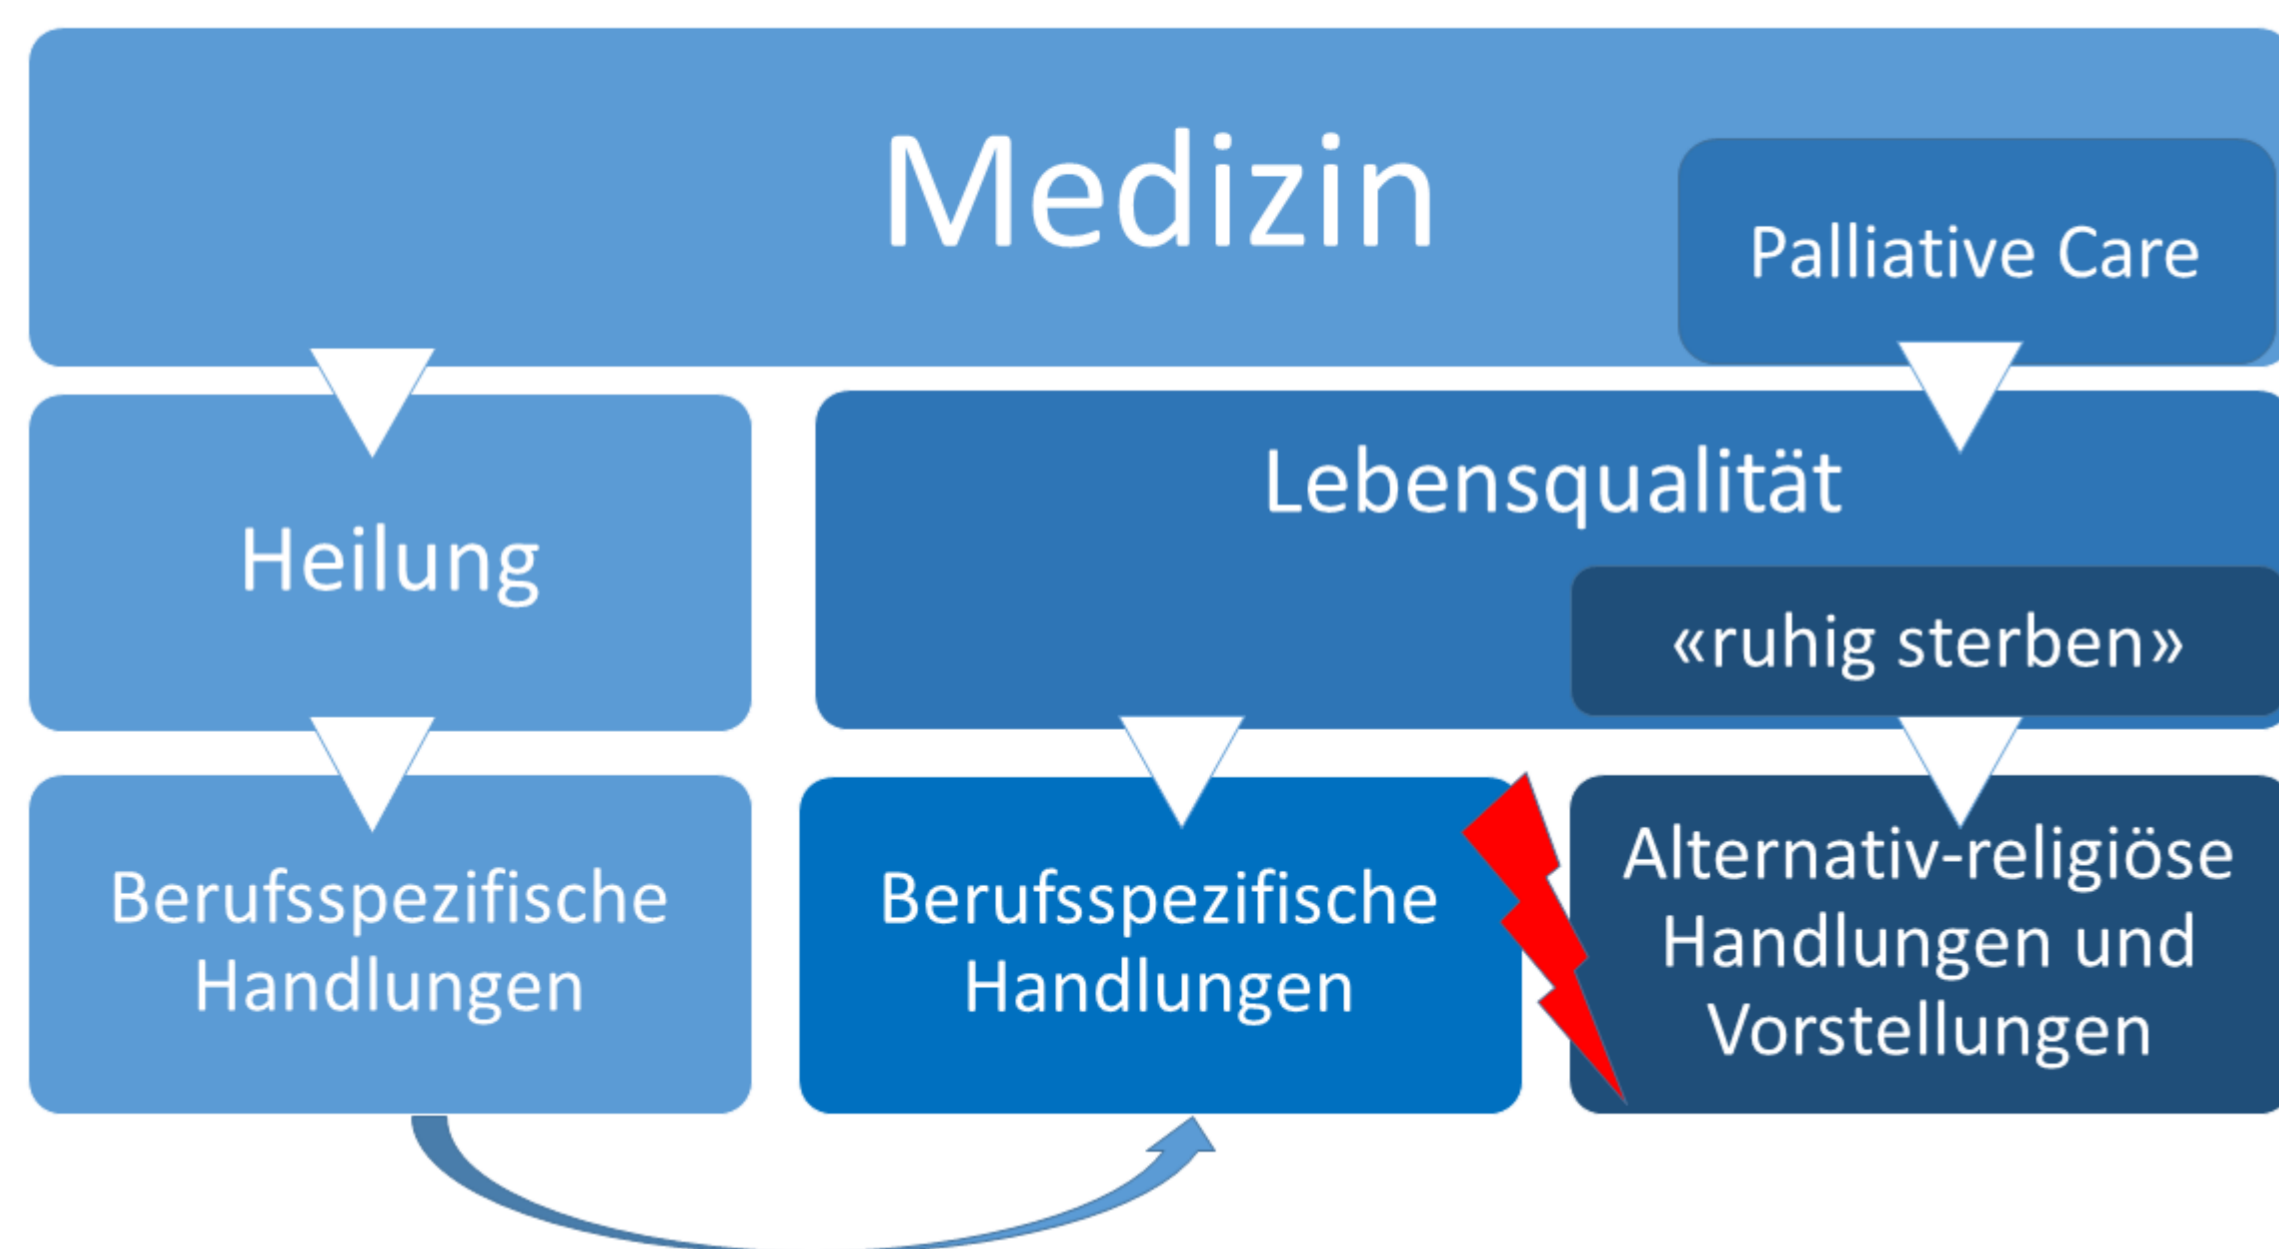 Medizin
Palliative Care
Heilung
Lebensqualität
«ruhig sterben»
Berufsspezifische
Handlungen
Berufsspezifische
Handlungen
Alternativ-religiöse
Handlungen und
Vorstellungen